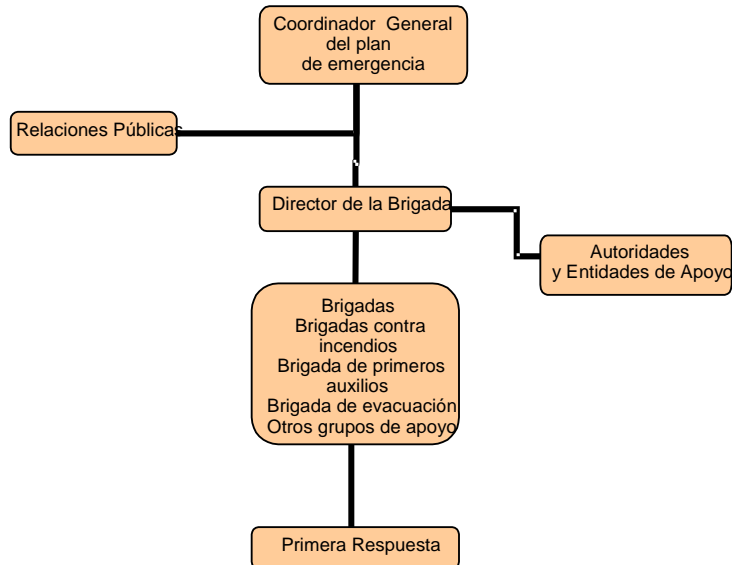 Coordinador General
del plan
de emergencia
Relaciones Públicas
Director de la Brigada
Autoridades
y Entidades de Apoyo
Brigadas
Brigadas contra
incendios
Brigada de primeros
auxilios
Brigada de evacuación
Otros grupos de apoyo
Primera Respuesta